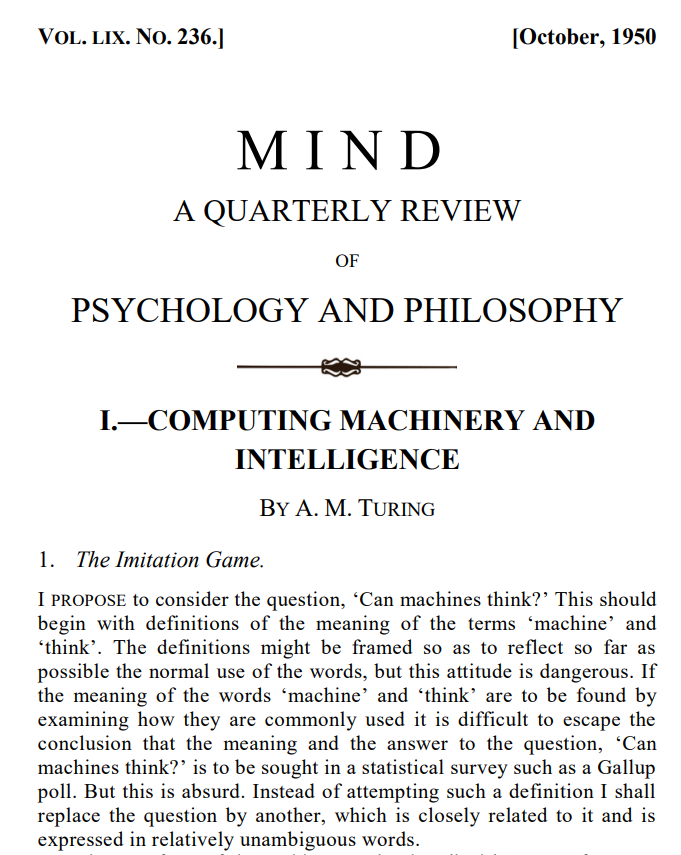 VOL. LIX. NO. 236.]
[October, 1950
MIND
A QUARTERLY REVIEW
OF
PSYCHOLOGY AND PHILOSOPHY
I.—COMPUTING MACHINERY AND
INTELLIGENCE
BY A. M. TURING
1. The Imitation Game.
I PROPOSE to consider the question, ‘Can machines think?’ This should
begin with definitions of the meaning of the terms ‘machine’ and
‘think’. The definitions might be framed so as to reflect so far as
possible the normal use of the words, but this attitude is dangerous. If
the meaning of the words ‘machine’ and ‘think’ are to be found by
examining how they are commonly used it is difficult to escape the
conclusion that the meaning and the answer to the question, ‘Can
machines think?’ is to be sought in a statistical survey such as a Gallup
poll. But this is absurd. Instead of attempting such a definition I shall
replace the question by another, which is closely related to it and is
expressed in relatively unambiguous words.